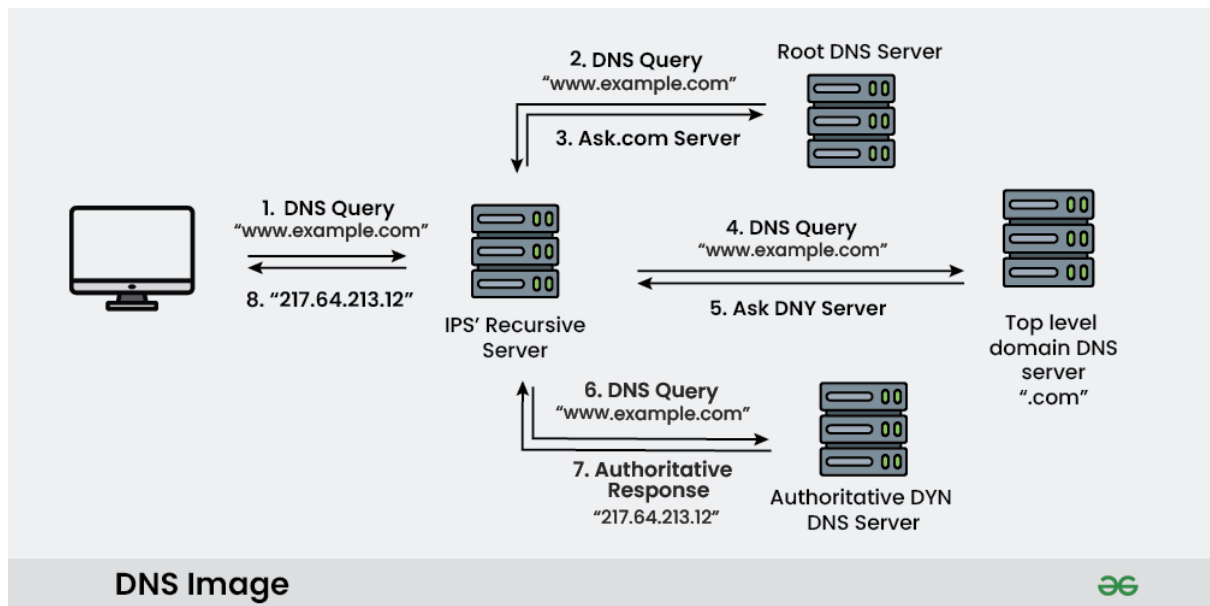 2. DNS Query
“www.example.com”
3. Ask.com Server
Root DNS Server
1. DNS Query
“www.example.com”
8. “217.64.213.12”
IPS’ Recursive
Server
4. DNS Query
“www.example.com”
5. Ask DNY Server
Top level
domain DNS
server
“.com”
6. DNS Query
“www.example.com”
7. Authoritative
Response
“217.64.213.12”
Authoritative DYN
DNS Server
DNS Image